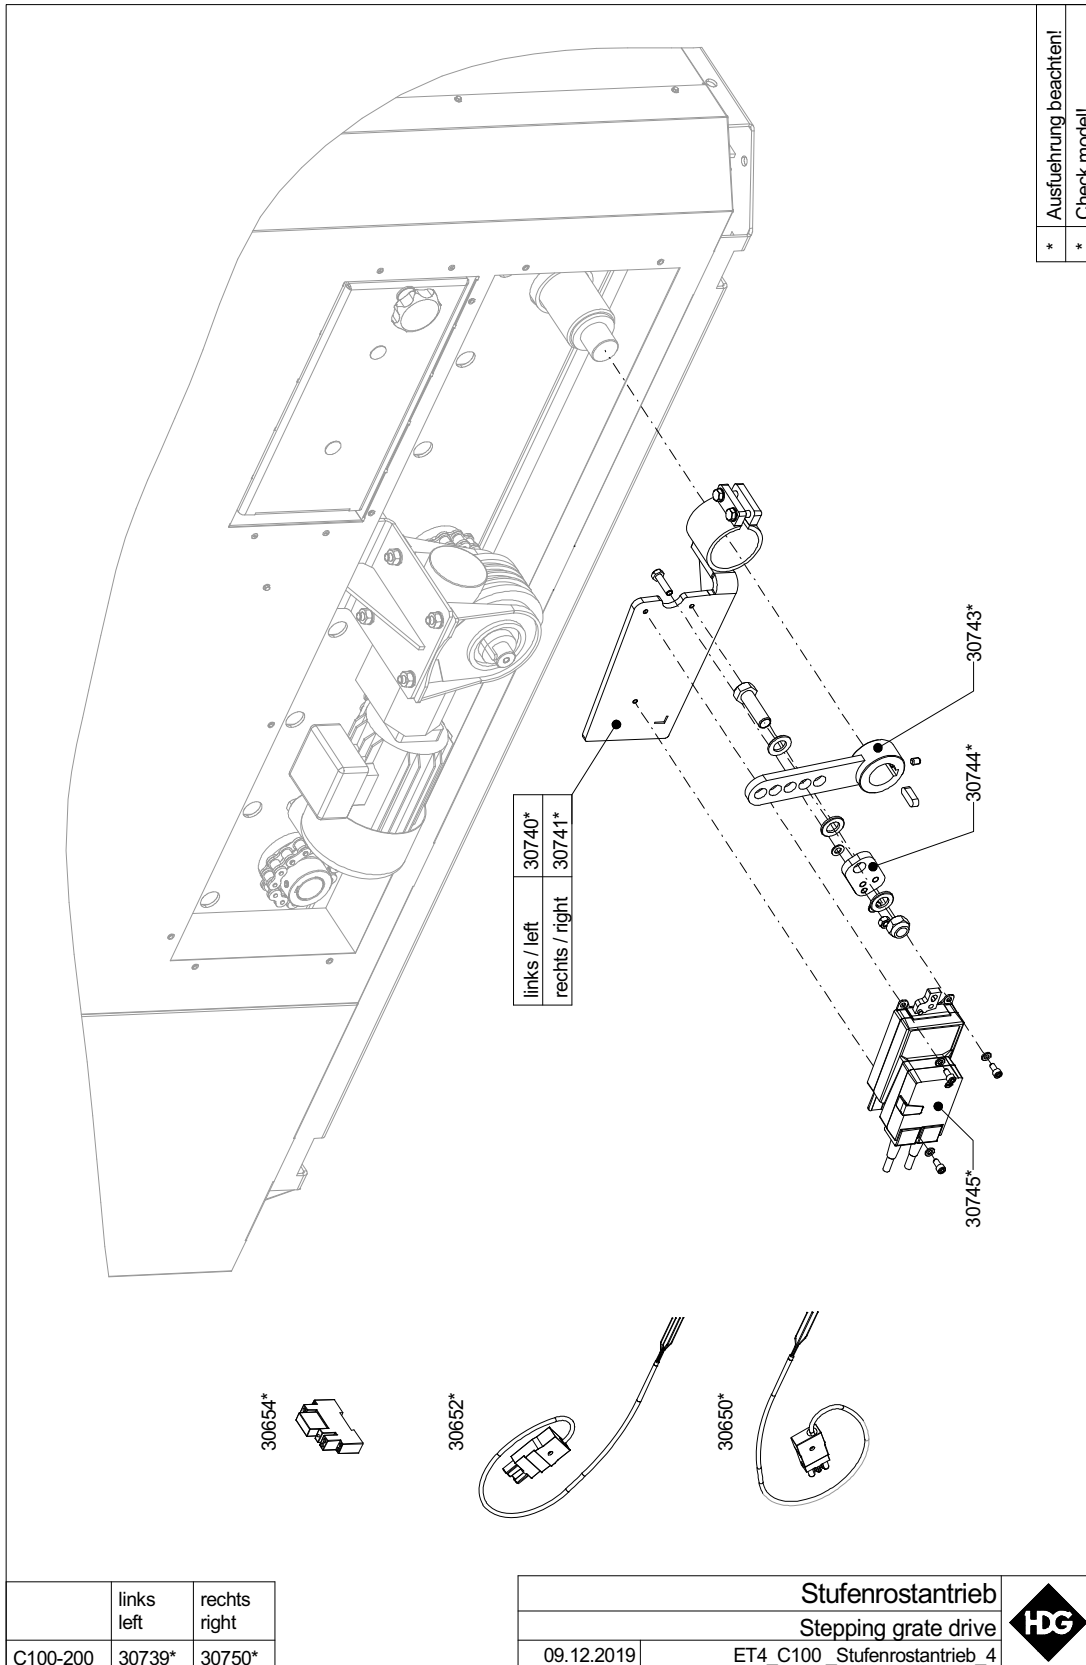 * Ausfuehrung beachten!
* Check model!
30743*
30744*
links / left 30740*
rechts / right 30741*
30745*
30654*
30652*
30650*
links rechts
left right
C100-200 30739* 30750*
Stufenrostantrieb
Stepping grate drive
09.12.2019 ET4_C100 _Stufenrostantrieb_4
HDG